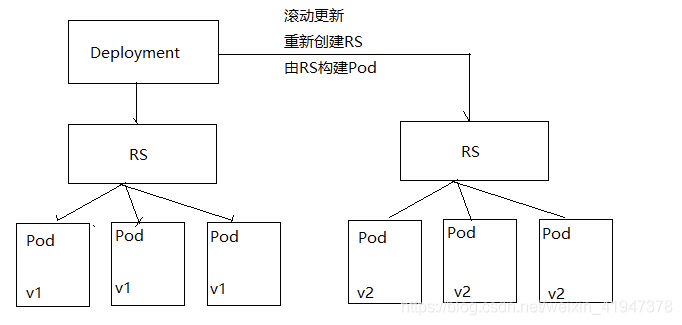 滚动更新
重新创建RS
由RS构建Pod
Deployment
RS
RS
Pod
v1
Pod
v1
Pod
v1
Pod
v2
Pod
v2
Pod
v2
https://blog.csdn.net/weixin_41947378